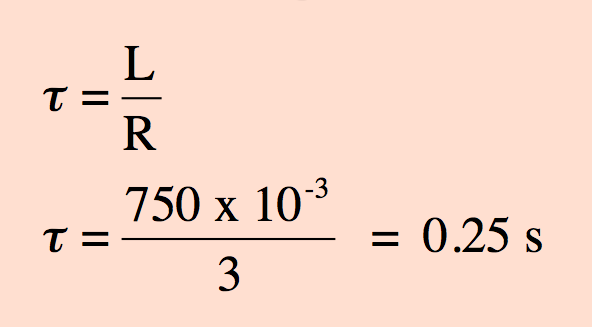 τ = L/R
τ = 750 x 10⁻³/3 = 0.25 s